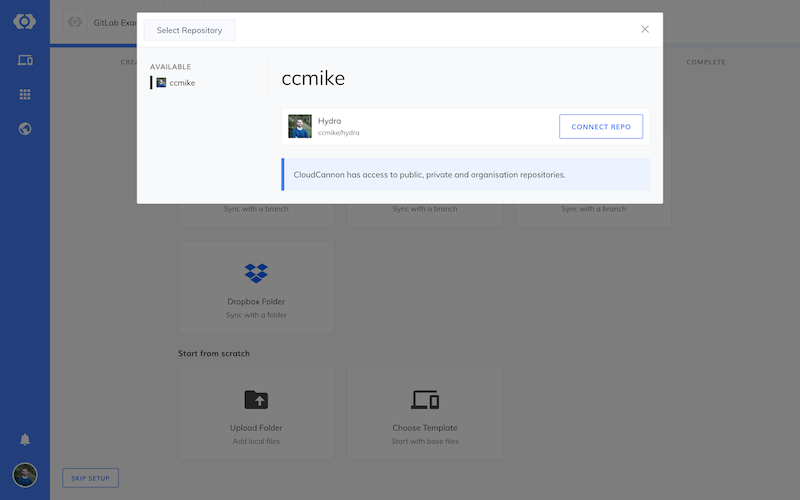 GitLab Exam
Select Repository
CREA
COMPLETE
AVAILABLE
ccmike
ccmike
Hydra
ccmike/hydra
CONNECT REPO
CloudCannon has access to public, private and organisation repositories.
Sync with a branch
Sync with a branch
Sync with a branch
Dropbox Folder
Sync with a folder
Start from scratch
Upload Folder
Add local files
Choose Template
Start with base files
SKIP SETUP